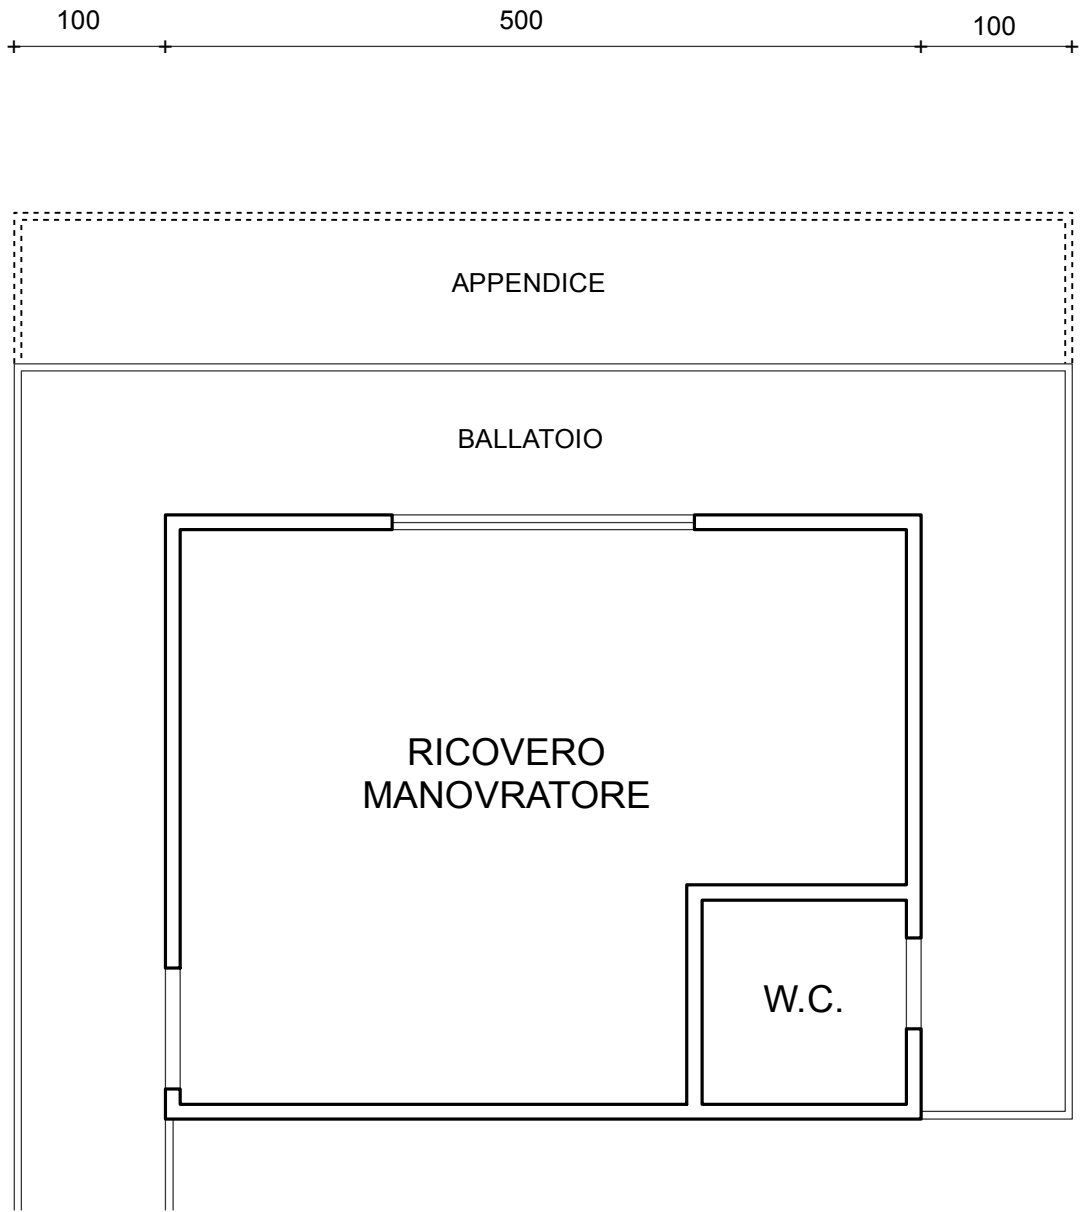 100
500
100
APPENDICE
BALLATOIO
RICOVERO
MANOVRATORE
W.C.